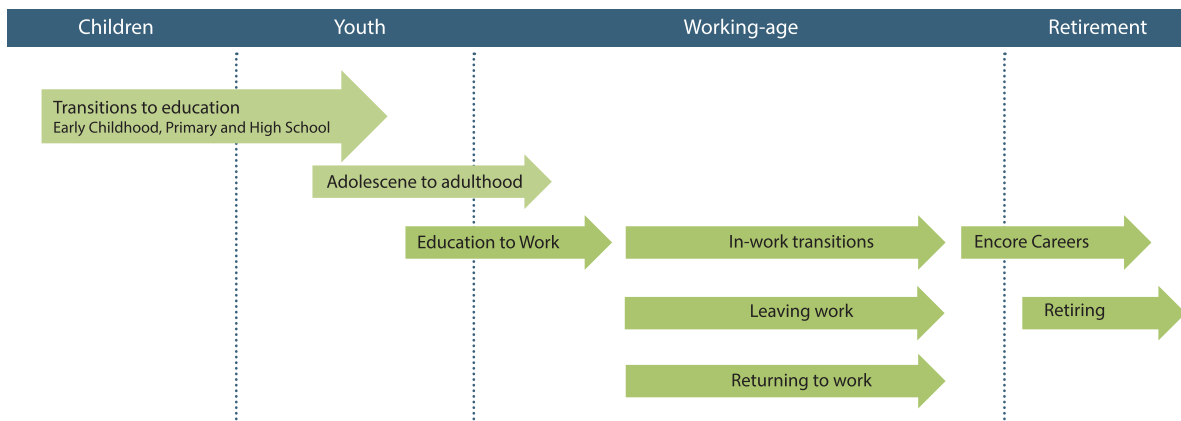 Children
Youth
Working-age
Retirement
Transitions to education
Early Childhood, Primary and High School
Adolescene to adulthood
Education to Work
In-work transitions
Encore Careers
Leaving work
Retiring
Returning to work